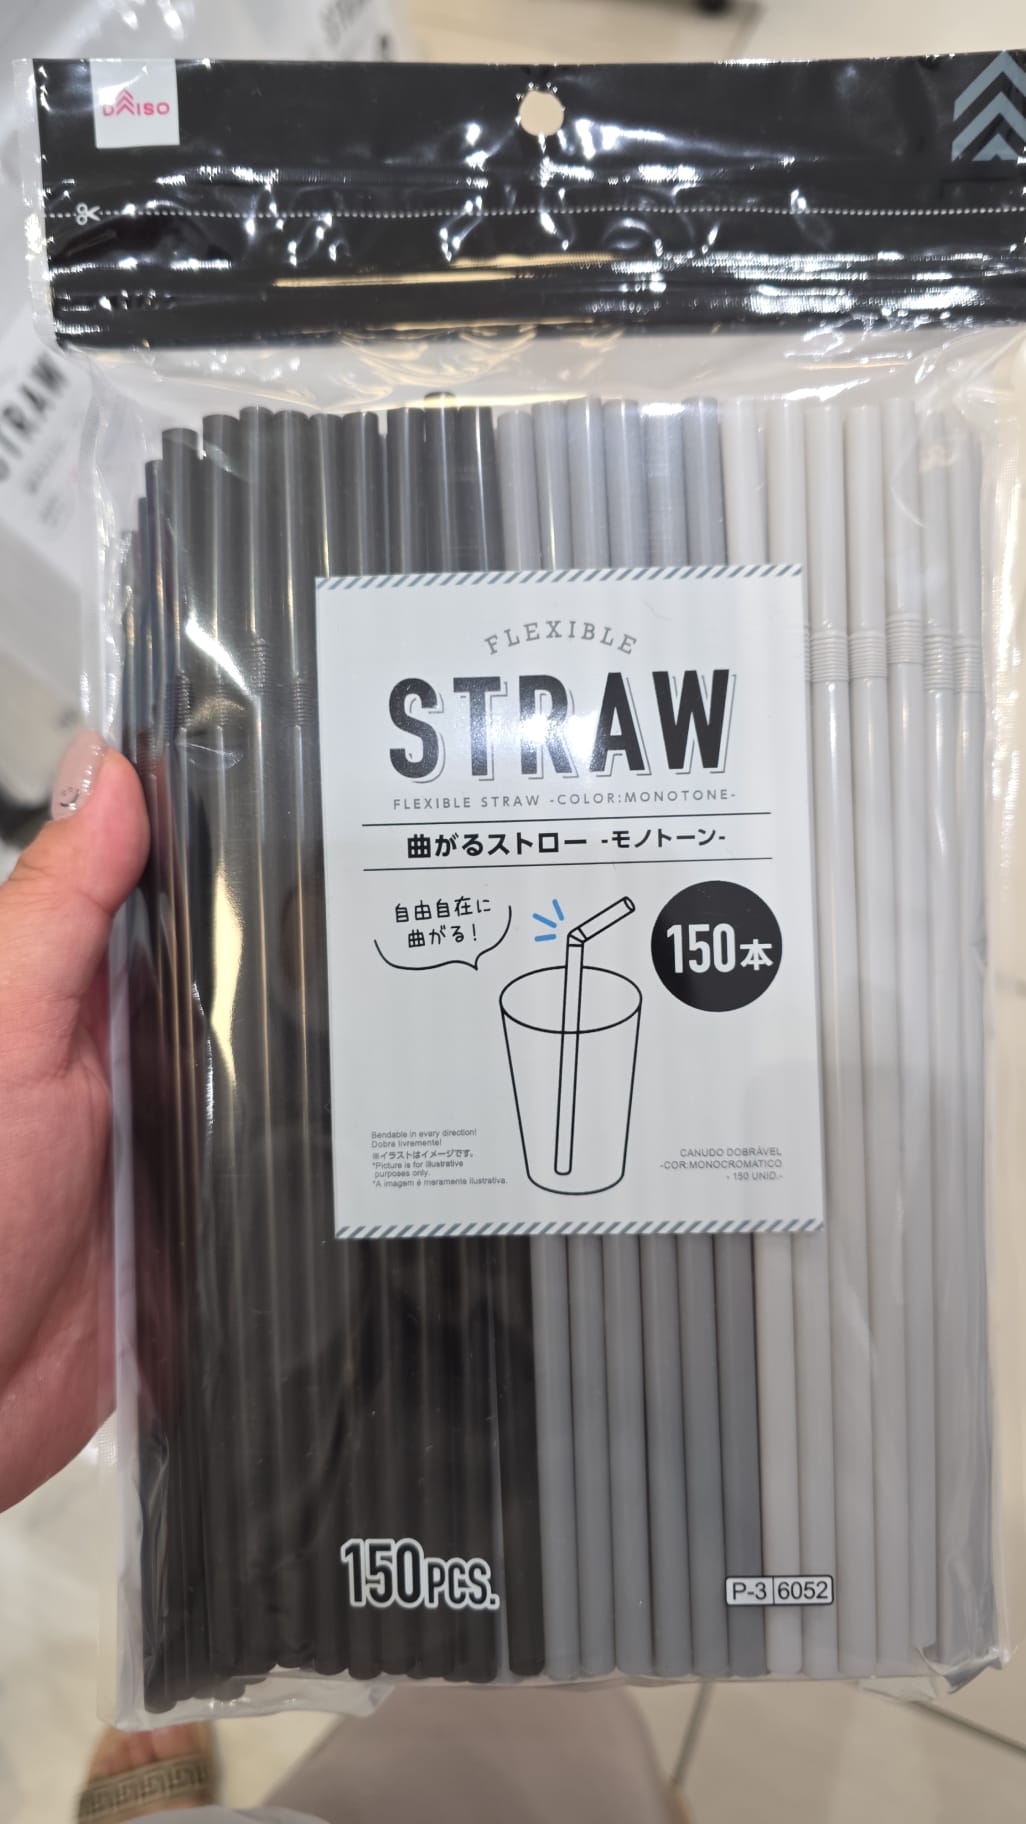 DAISO
FLEXIBLE
STRAW
FLEXIBLE STRAW -COLOR:MONOTONE-
曲がるストロー -モノトーン-
自由自在に
曲がる!
150本
Bendable in every direction!
Dobra livremente!
※イラストはイメージです。
*Picture is for illustrative
purposes only.
*A imagem é meramente ilustrativa.
CANUDO DOBRÁVEL
-COR:MONOCROMÁTICO
- 150 UNID.-
150PCS.
P-3 6052
STRAW